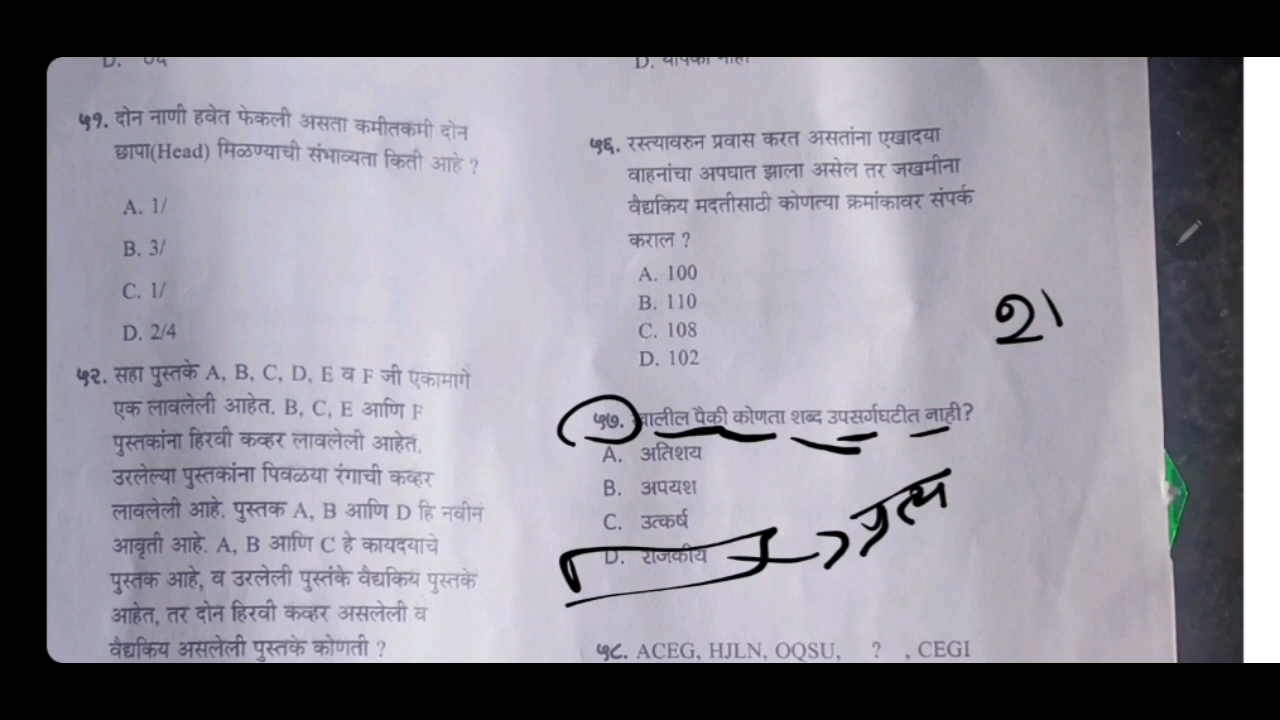 ५१. दोन नाणी हवेत फेकली असता कमीतकमी दोन
छापा(Head) मिळण्याची संभाव्यता किती आहे ?
A. 1/
B. 3/
C. 1/
D. 2/4
५२. सहा पुस्तके A, B, C, D, E व F जी एकामागे
एक लावलेली आहेत. B, C, E आणि F
पुस्तकांना हिरवी कव्हर लावलेली आहेत.
उरलेल्या पुस्तकांना पिवळया रंगाची कव्हर
लावलेली आहे. पुस्तक A, B आणि D हि नवीन
आवृती आहे. A, B आणि C हे कायदयाचे
पुस्तक आहे, व उरलेली पुस्तंके वैद्यकिय पुस्तके
आहेत, तर दोन हिरवी कव्हर असलेली व
वैद्यकिय असलेली पुस्तके कोणती ?
D. यापैकी नाही
५६. रस्त्यावरुन प्रवास करत असतांना एखादया
वाहनांचा अपघात झाला असेल तर जखमीना
वैद्यकिय मदतीसाठी कोणत्या क्रमांकावर संपर्क
कराल ?
A. 100
B. 110
C. 108
D. 102
५७. खालील पैकी कोणता शब्द उपसर्गघटीत नाही?
A. अतिशय
B. अपयश
C. उत्कर्ष
D. राजकीय
५८. ACEG, HJLN, OQSU, ? , CEGI